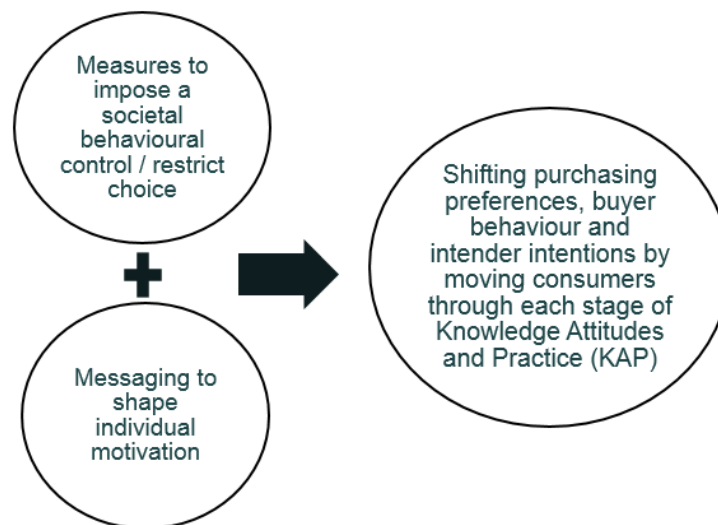 Measures to
impose a
societal
behavioural
control / restrict
choice
+
Messaging to
shape
individual
motivation
Shifting purchasing
preferences, buyer
behaviour and
intender intentions by
moving consumers
through each stage of
Knowledge Attitudes
and Practice (KAP)